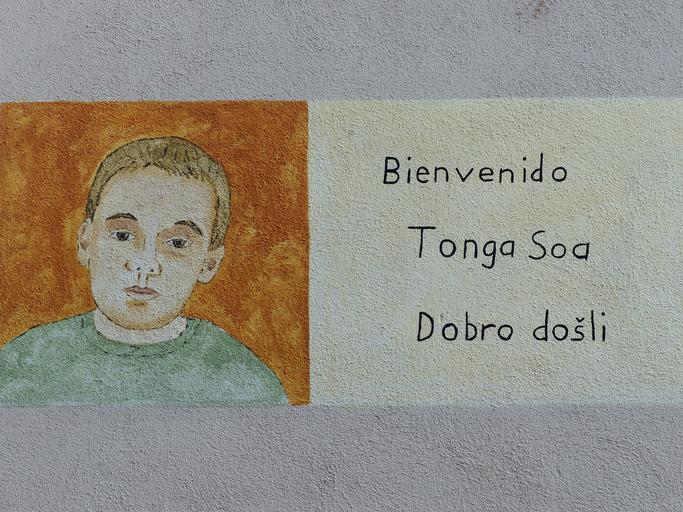 Bienvenido
Tonga Soa
Dobro došli